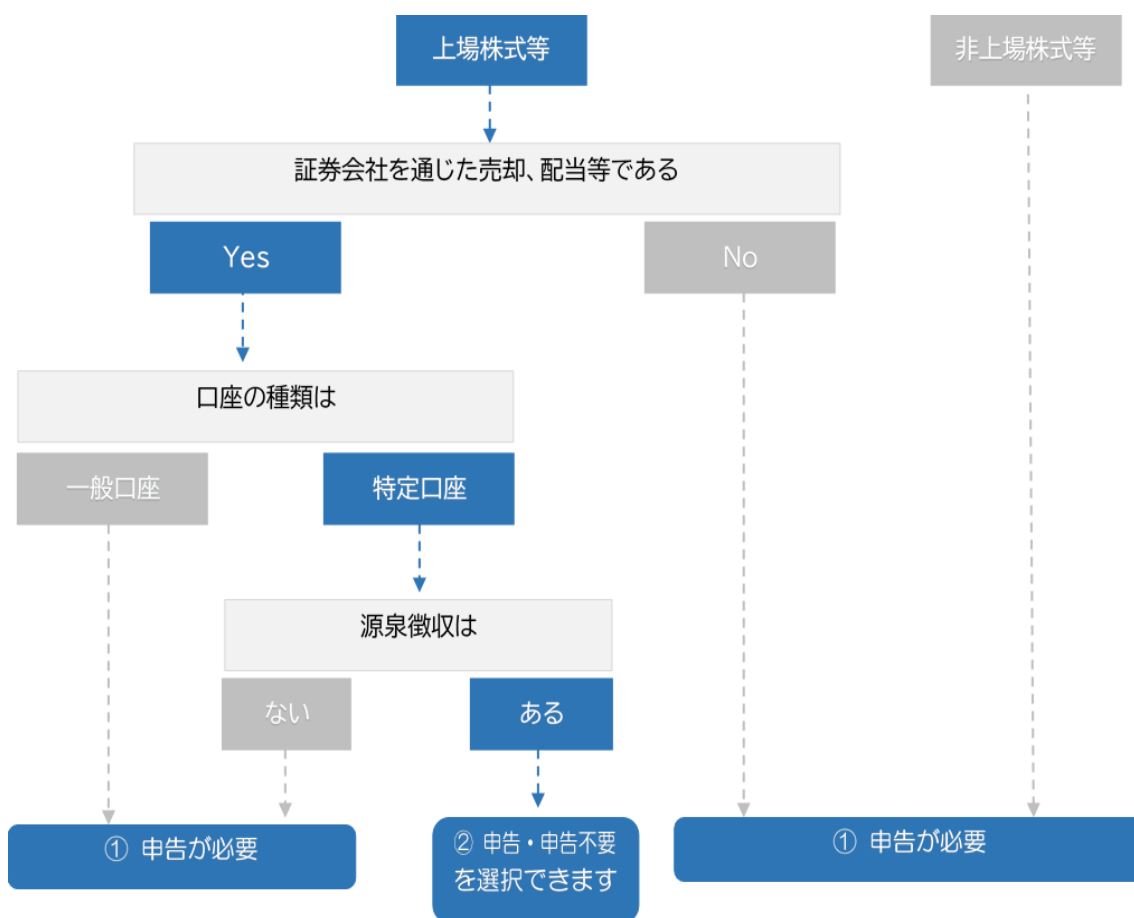 上場株式等
非上場株式等
証券会社を通じた売却、配当等である
Yes
No
口座の種類は
一般口座
特定口座
源泉徴収は
ない
ある
① 申告が必要
② 申告・申告不要
を選択できます
① 申告が必要